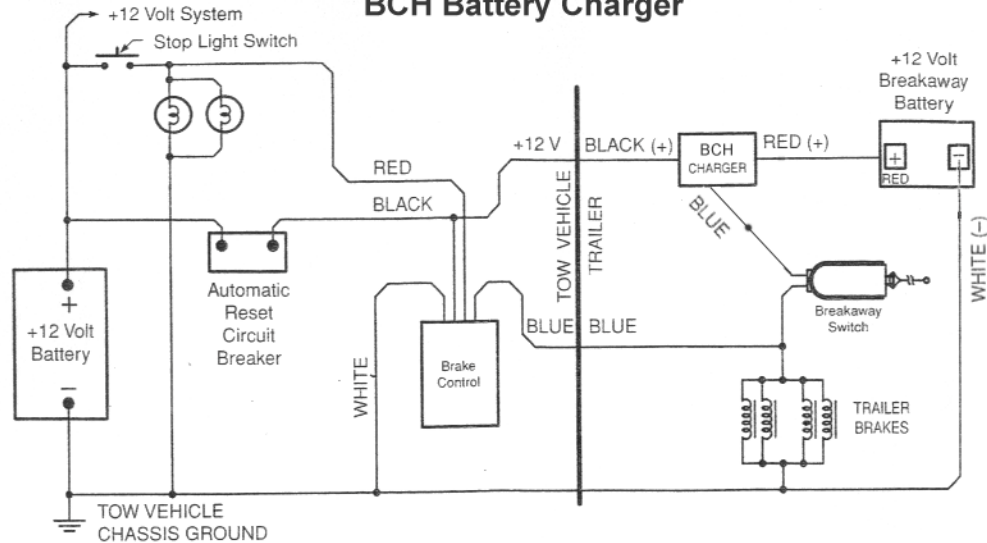 BCH Battery Charger
+12 Volt System
Stop Light Switch
+12 Volt
Breakaway
Battery
+12 V
BLACK (+)
BCH
CHARGER
RED (+)
+
−
RED
RED
BLACK
BLUE
TOW VEHICLE
TRAILER
WHITE (−)
+
+12 Volt
Battery
−
Automatic
Reset
Circuit
Breaker
WHITE
Brake
Control
BLUE
BLUE
Breakaway
Switch
TRAILER
BRAKES
TOW VEHICLE
CHASSIS GROUND